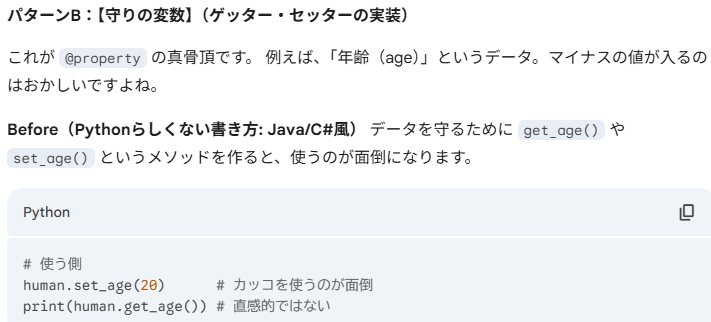 パターンB：【守りの変数】（ゲッター・セッターの実装）
これが @property の真骨頂です。 例えば、「年齢（age）」というデータ。マイナスの値が入るの
はおかしいですよね。
Before（Pythonらしくない書き方: Java/C#風） データを守るために get_age() や
set_age() というメソッドを作ると、使うのが面倒になります。
Python
# 使う側
human.set_age(20)      # カッコを使うのが面倒
print(human.get_age()) # 直感的ではない